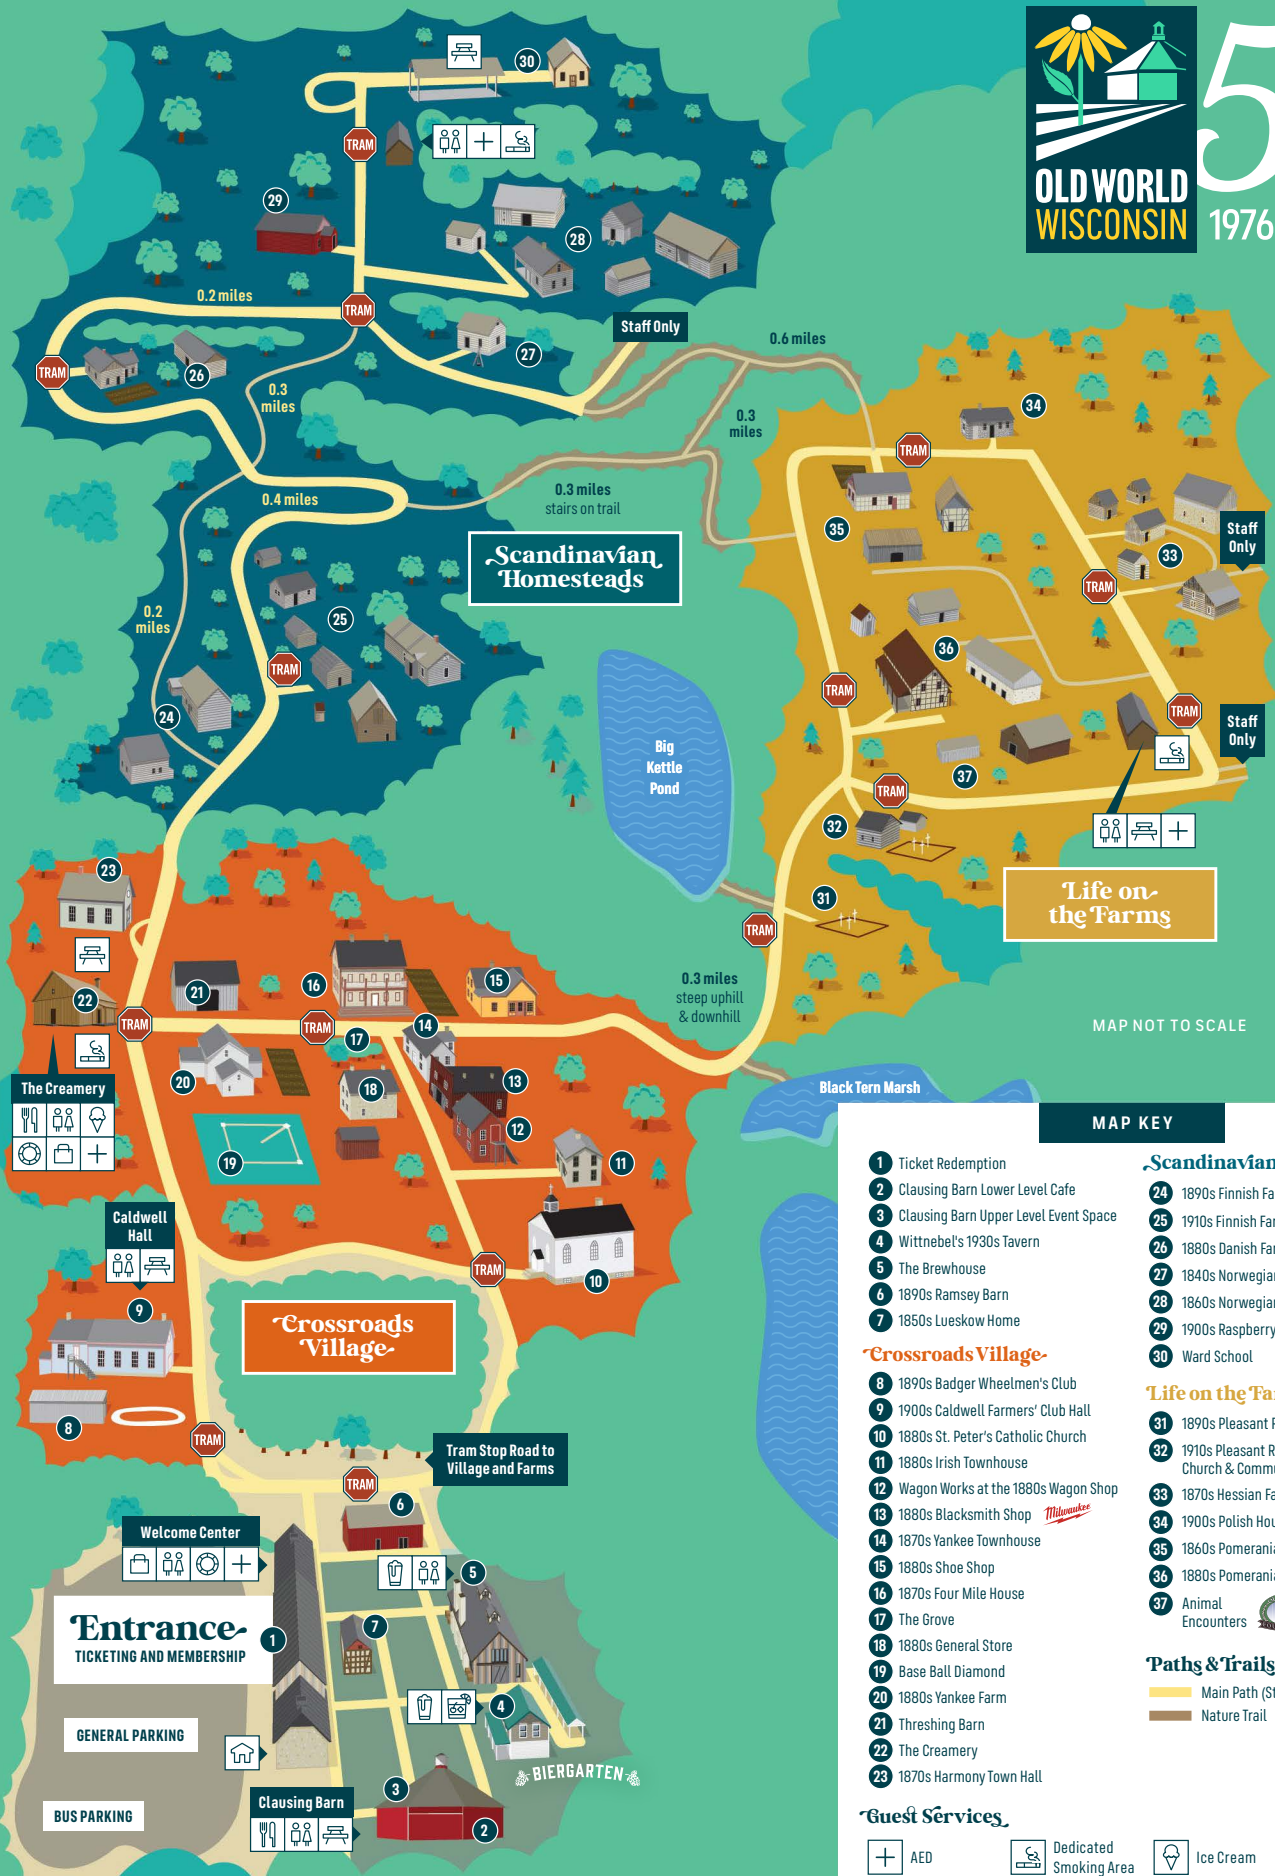 OLD WORLD
WISCONSIN
5
1976
30
TRAM
29
28
0.2 miles
TRAM
Staff Only
27
0.6 miles
TRAM
26
0.3
miles
0.3
miles
34
TRAM
0.4 miles
0.3 miles
stairs on trail
35
Staff
Only
33
Scandinavian
Homesteads
TRAM
0.2
miles
25
36
TRAM
TRAM
TRAM
24
Staff
Only
Big
Kettle
Pond
37
TRAM
32
23
Life on
the Farms
31
TRAM
0.3 miles
steep uphill
& downhill
15
16
21
22
TRAM
TRAM
14
17
MAP NOT TO SCALE
The Creamery
20
18
13
Black Tern Marsh
12
19
11
Caldwell
Hall
TRAM
10
9
Crossroads
Village
8
TRAM
Tram Stop Road to
Village and Farms
TRAM
6
Welcome Center
5
Entrance
TICKETING AND MEMBERSHIP
1
7
4
GENERAL PARKING
BIERGARTEN
3
Clausing Barn
BUS PARKING
2
MAP KEY
1 Ticket Redemption
2 Clausing Barn Lower Level Cafe
3 Clausing Barn Upper Level Event Space
4 Wittnebel's 1930s Tavern
5 The Brewhouse
6 1890s Ramsey Barn
7 1850s Lueskow Home
Crossroads Village
8 1890s Badger Wheelmen's Club
9 1900s Caldwell Farmers' Club Hall
10 1880s St. Peter's Catholic Church
11 1880s Irish Townhouse
12 Wagon Works at the 1880s Wagon Shop
13 1880s Blacksmith Shop Milwaukee
14 1870s Yankee Townhouse
15 1880s Shoe Shop
16 1870s Four Mile House
17 The Grove
18 1880s General Store
19 Base Ball Diamond
20 1880s Yankee Farm
21 Threshing Barn
22 The Creamery
23 1870s Harmony Town Hall
Scandinavian
24 1890s Finnish Fa
25 1910s Finnish Far
26 1880s Danish Far
27 1840s Norwegian
28 1860s Norwegian
29 1900s Raspberry
30 Ward School
Life on the Fa
31 1890s Pleasant R
32 1910s Pleasant R
Church & Commu
33 1870s Hessian Fa
34 1900s Polish Hou
35 1860s Pomerania
36 1880s Pomerania
37 Animal
Encounters
Paths & Trails
Main Path (St
Nature Trail
Guest Services
AED
Dedicated
Smoking Area
Ice Cream